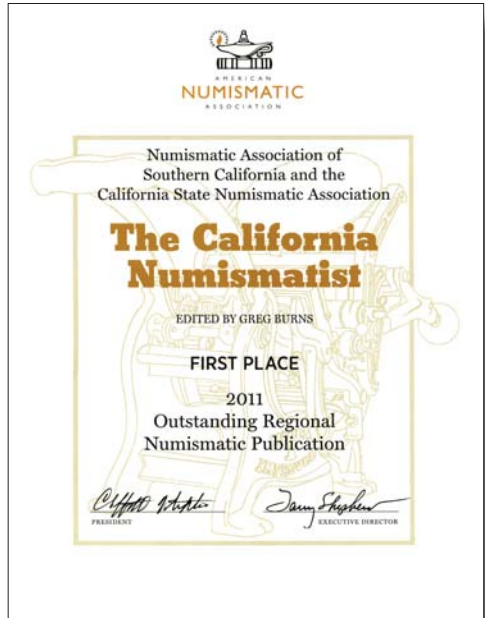 AMERICAN
NUMISMATIC
ASSOCIATION
Numismatic Association of
Southern California and the
California State Numismatic Association
The California
Numismatist
EDITED BY GREG BURNS
FIRST PLACE
2011
Outstanding Regional
Numismatic Publication
PRESIDENT
EXECUTIVE DIRECTOR